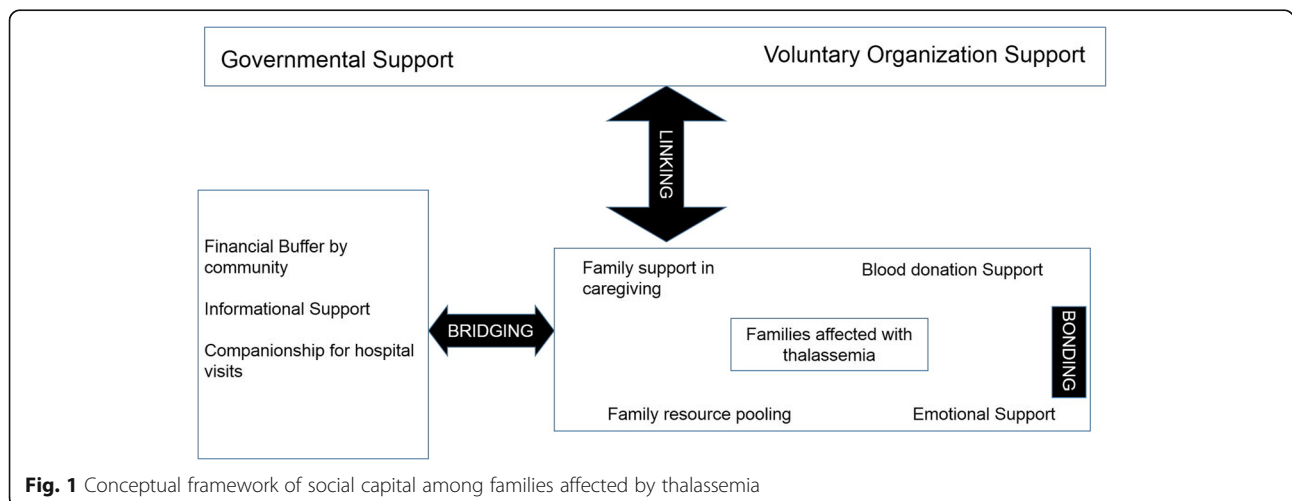 Governmental Support
Voluntary Organization Support
LINKING
Financial Buffer by
community
Informational Support
Companionship for hospital
visits
BRIDGING
Family support in
caregiving
Blood donation Support
Families affected with
thalassemia
BONDING
Family resource pooling
Emotional Support
Fig. 1 Conceptual framework of social capital among families affected by thalassemia